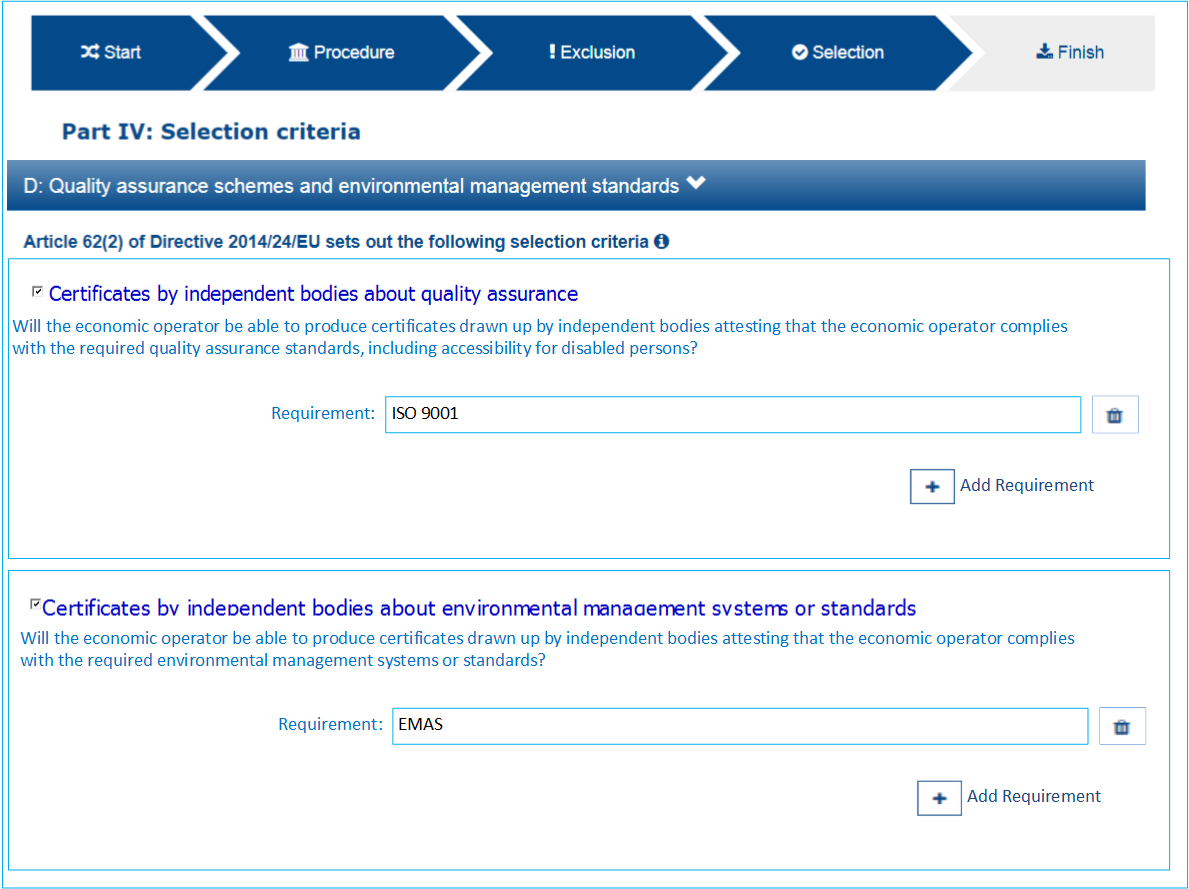 Start
Procedure
Exclusion
Selection
Finish
Part IV: Selection criteria
D: Quality assurance schemes and environmental management standards
Article 62(2) of Directive 2014/24/EU sets out the following selection criteria
Certificates by independent bodies about quality assurance
Will the economic operator be able to produce certificates drawn up by independent bodies attesting that the economic operator complies
with the required quality assurance standards, including accessibility for disabled persons?
Requirement: ISO 9001
Add Requirement
Certificates by independent bodies about environmental management systems or standards
Will the economic operator be able to produce certificates drawn up by independent bodies attesting that the economic operator complies
with the required environmental management systems or standards?
Requirement: EMAS
Add Requirement